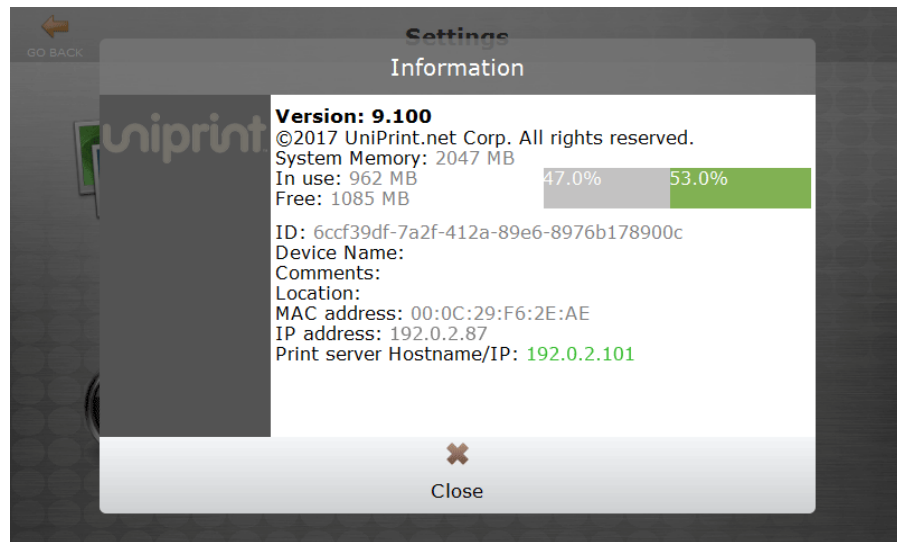 Settings
GO BACK
Information
uniprint
Version: 9.100
©2017 UniPrint.net Corp. All rights reserved.
System Memory: 2047 MB
In use: 962 MB
47.0% 53.0%
Free: 1085 MB
ID: 6ccf39df-7a2f-412a-89e6-8976b178900c
Device Name:
Comments:
Location:
MAC address: 00:0C:29:F6:2E:AE
IP address: 192.0.2.87
Print server Hostname/IP: 192.0.2.101
Close